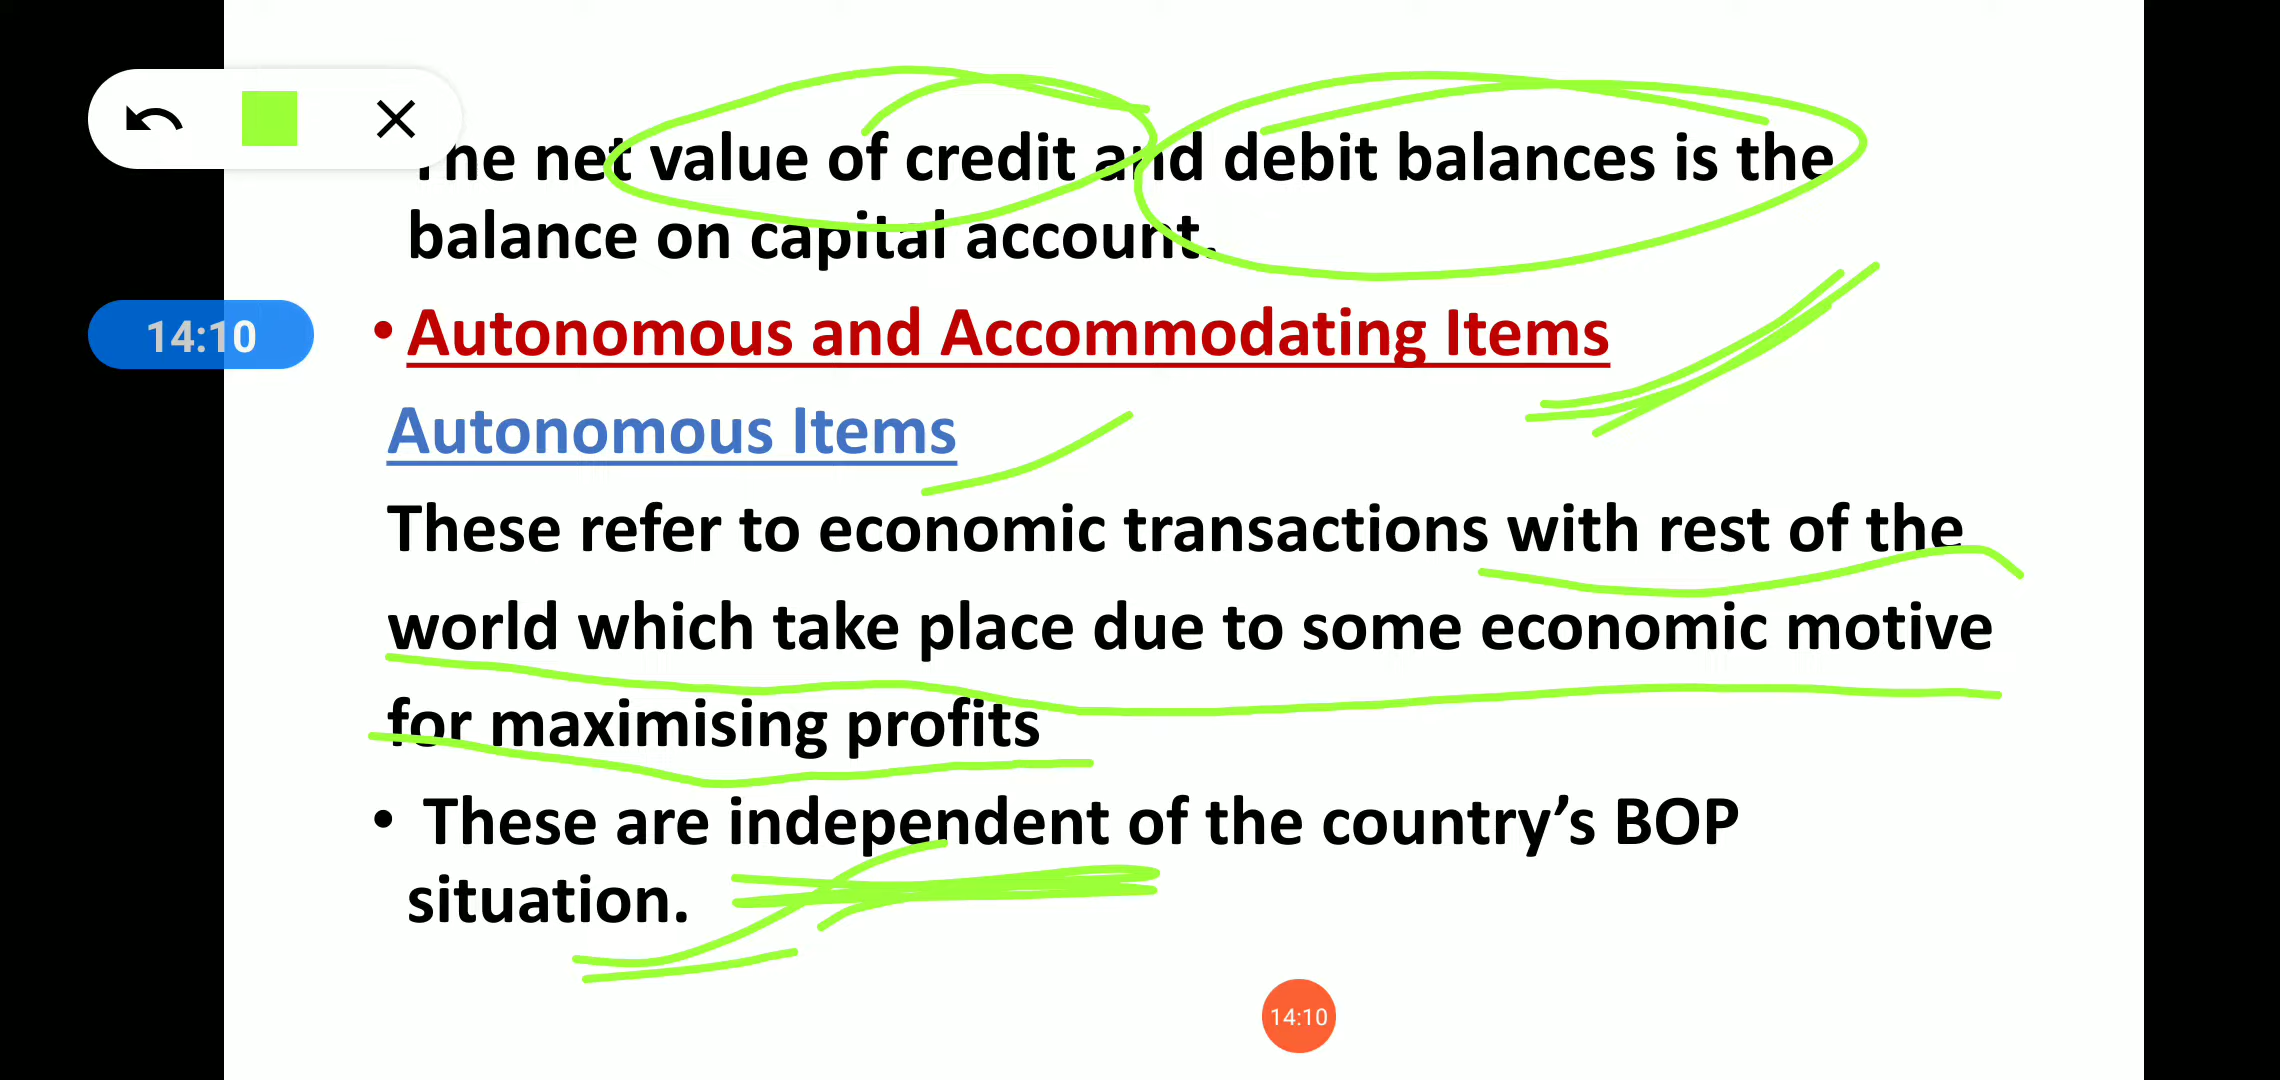 The net value of credit and debit balances is the
balance on capital account.
14:10
• Autonomous and Accommodating Items
Autonomous Items
These refer to economic transactions with rest of the
world which take place due to some economic motive
for maximising profits
• These are independent of the country’s BOP
situation.
14:10